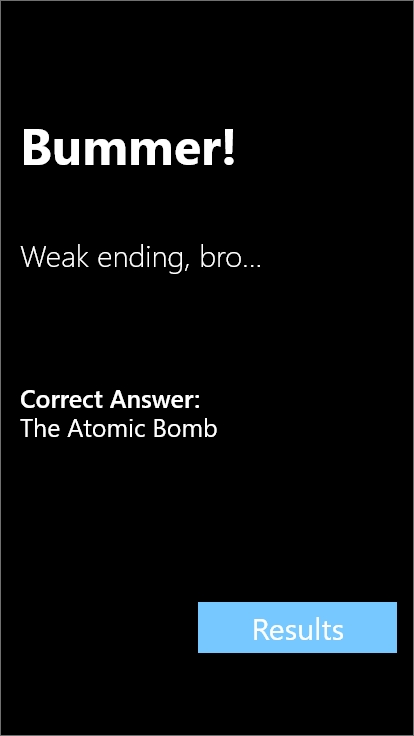 Bummer!
Weak ending, bro...
Correct Answer:
The Atomic Bomb
Results